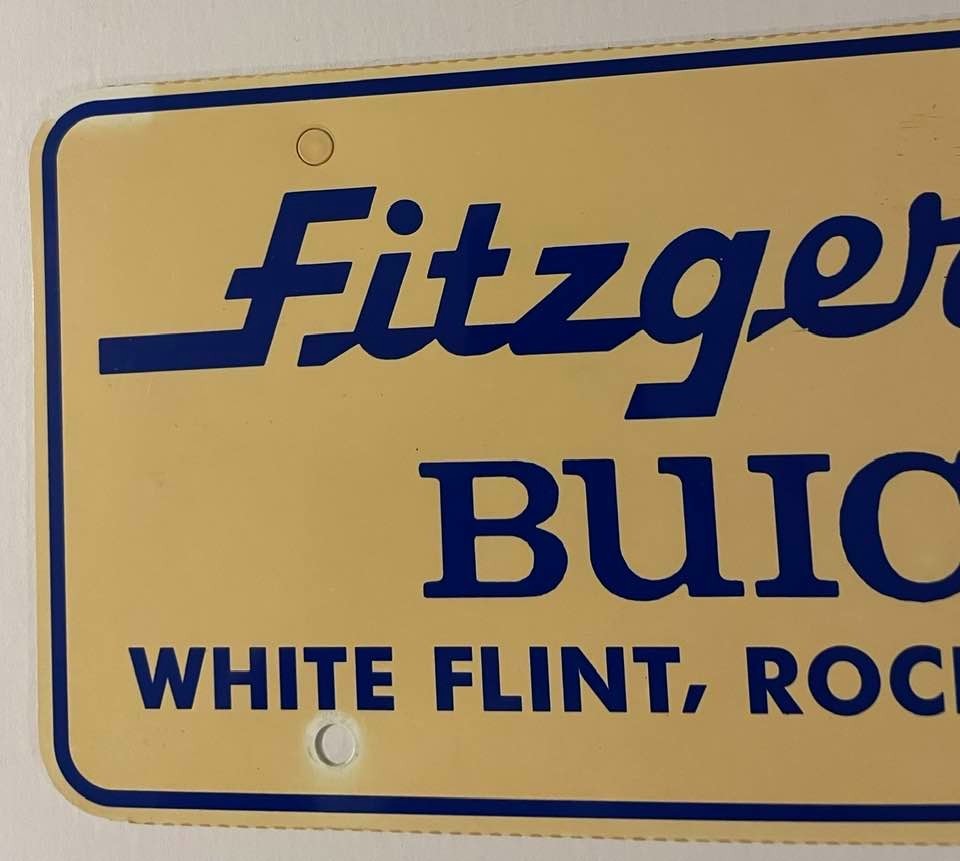 Fitzger
BUIC
WHITE FLINT, ROC